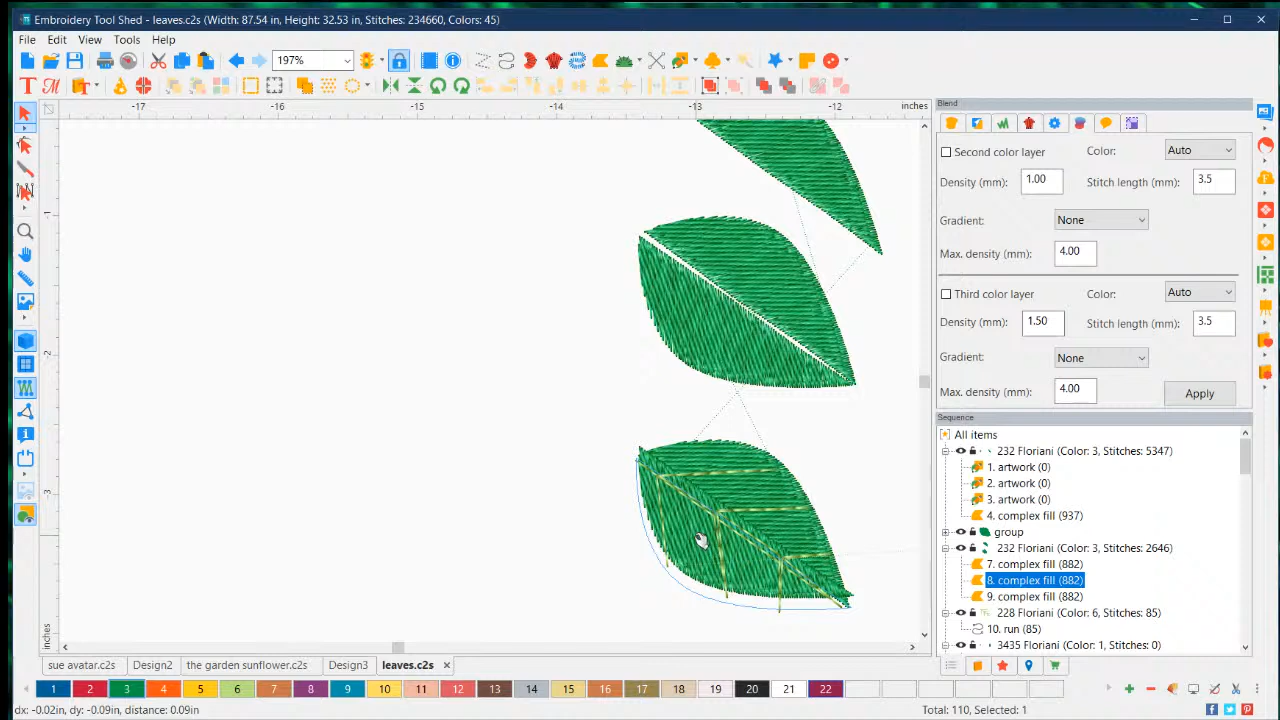 Embroidery Tool Shed - leaves.c2s (Width: 87.54 in, Height: 32.53 in, Stitches: 234660, Colors: 45)
File Edit View Tools Help
197%
-17 -16 -15 -14 -13 -12 inches
Blend
Second color layer Color: Auto
Density (mm): 1.00 Stitch length (mm): 3.5
Gradient: None
Max. density (mm): 4.00
Third color layer Color: Auto
Density (mm): 1.50 Stitch length (mm): 3.5
Gradient: None
Max. density (mm): 4.00 Apply
Sequence
All items
232 Floriani (Color: 3, Stitches: 5347)
1. artwork (0)
2. artwork (0)
3. artwork (0)
4. complex fill (937)
group
232 Floriani (Color: 3, Stitches: 2646)
7. complex fill (882)
8. complex fill (882)
9. complex fill (882)
228 Floriani (Color: 6, Stitches: 85)
10. run (85)
3435 Floriani (Color: 1, Stitches: 0)
inches
sue avatar.c2s Design2 the garden sunflower.c2s Design3 leaves.c2s
1 2 3 4 5 6 7 8 9 10 11 12 13 14 15 16 17 18 19 20 21 22
dx: -0.02in, dy: -0.09in, distance: 0.09in Total: 110, Selected: 1